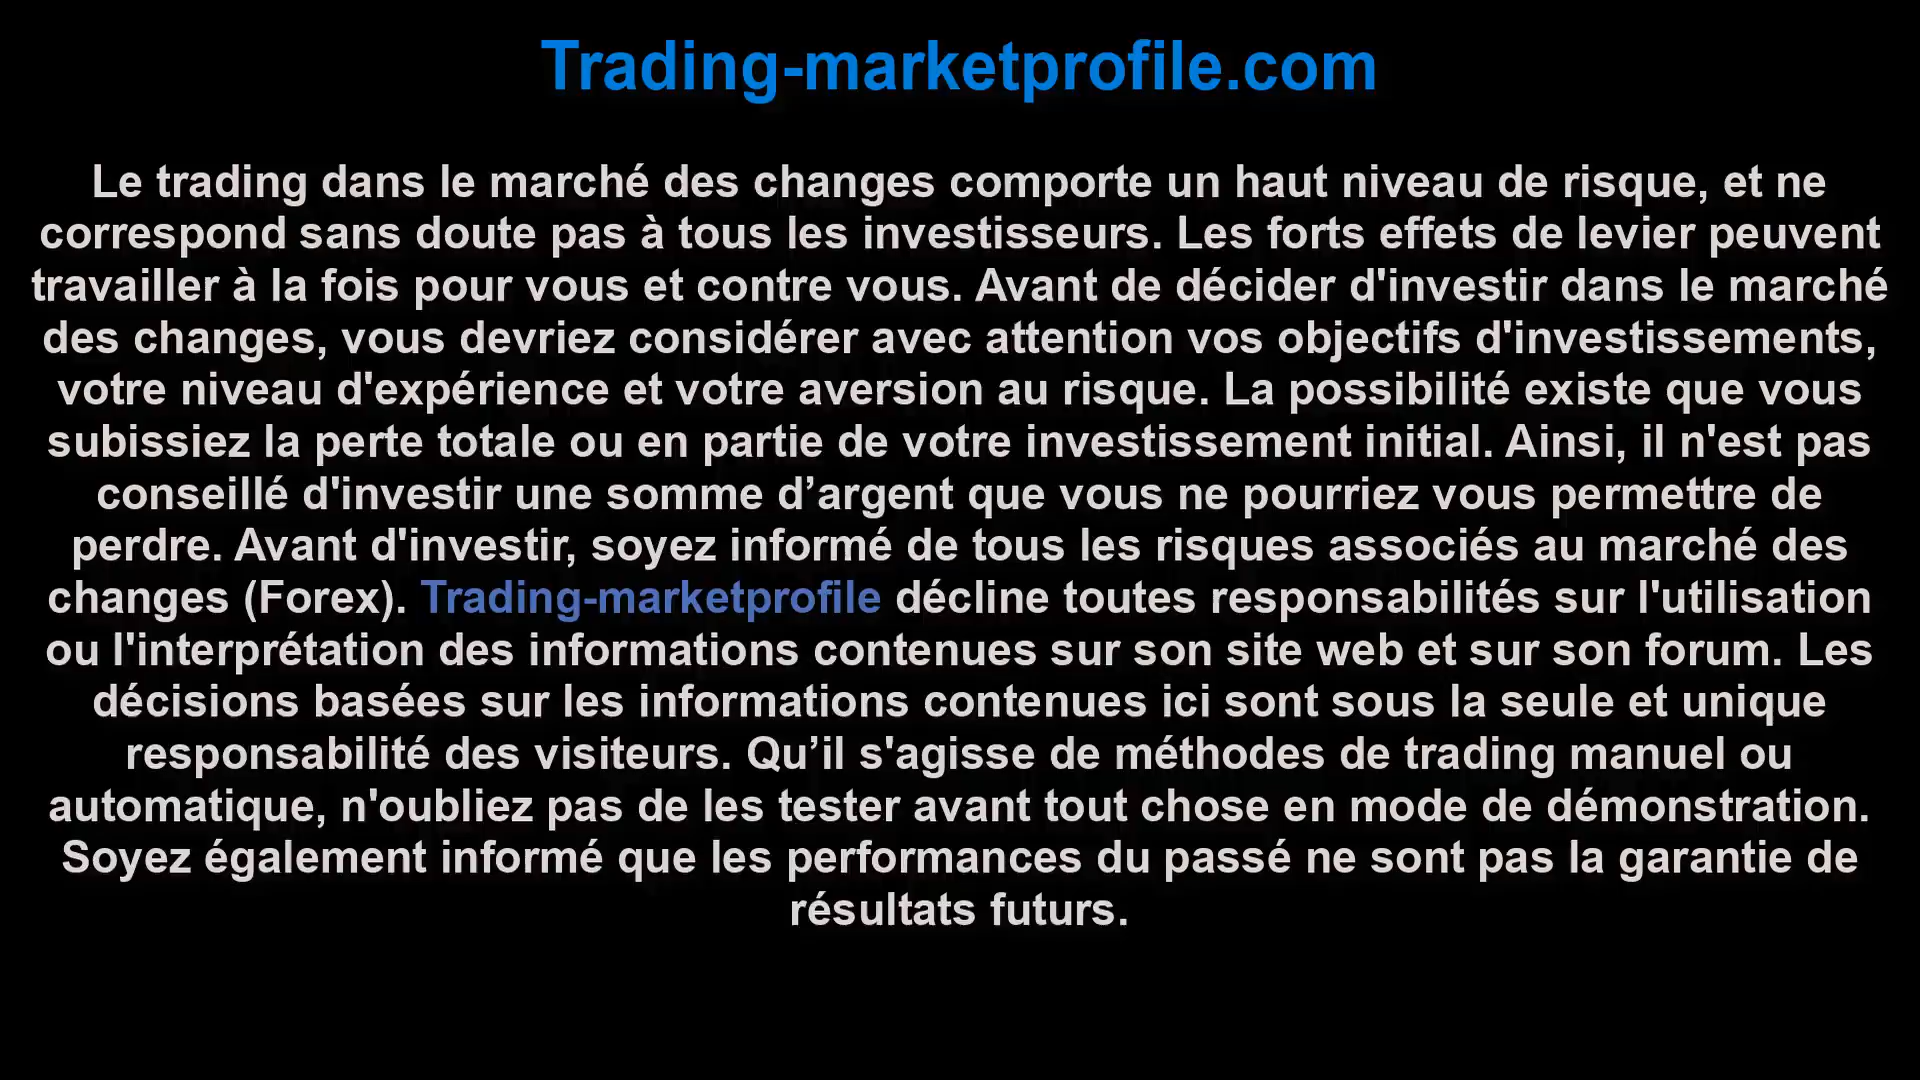 Trading-marketprofile.com
Le trading dans le marché des changes comporte un haut niveau de risque, et ne
correspond sans doute pas à tous les investisseurs. Les forts effets de levier peuvent
travailler à la fois pour vous et contre vous. Avant de décider d'investir dans le marché
des changes, vous devriez considérer avec attention vos objectifs d'investissements,
votre niveau d'expérience et votre aversion au risque. La possibilité existe que vous
subissiez la perte totale ou en partie de votre investissement initial. Ainsi, il n'est pas
conseillé d'investir une somme d’argent que vous ne pourriez vous permettre de
perdre. Avant d'investir, soyez informé de tous les risques associés au marché des
changes (Forex). Trading-marketprofile décline toutes responsabilités sur l'utilisation
ou l'interprétation des informations contenues sur son site web et sur son forum. Les
décisions basées sur les informations contenues ici sont sous la seule et unique
responsabilité des visiteurs. Qu’il s'agisse de méthodes de trading manuel ou
automatique, n'oubliez pas de les tester avant tout chose en mode de démonstration.
Soyez également informé que les performances du passé ne sont pas la garantie de
résultats futurs.